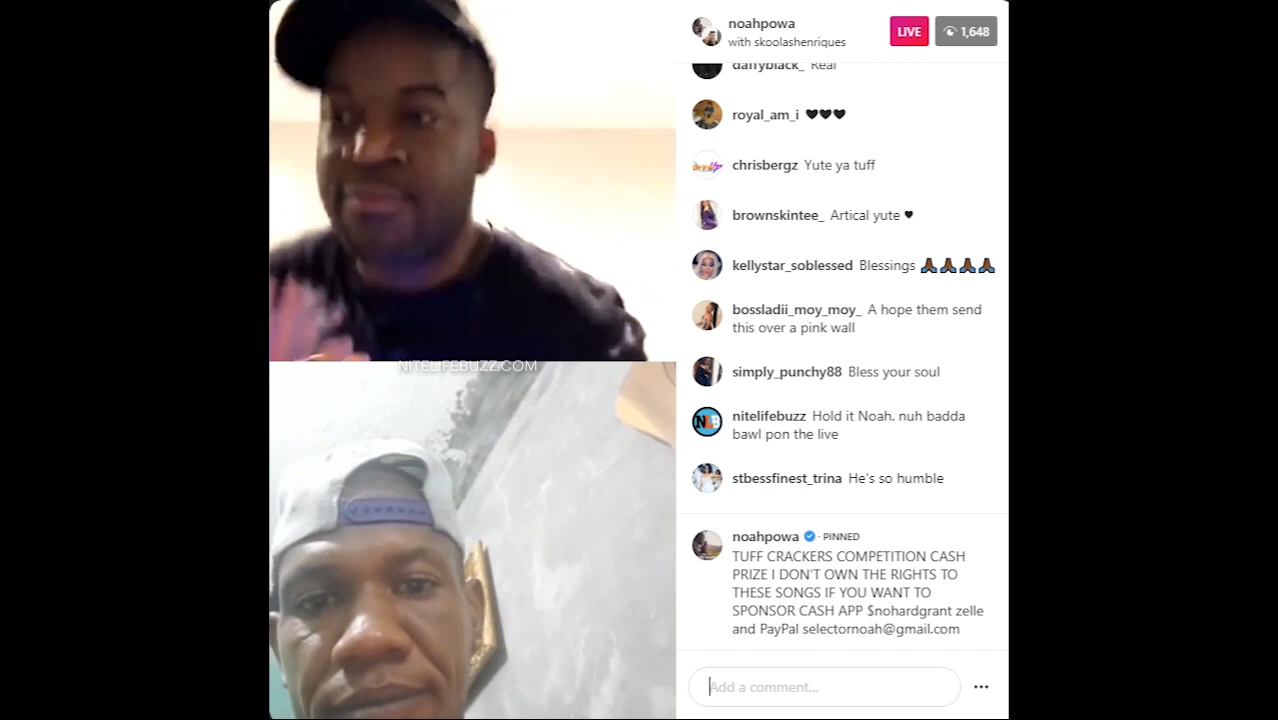 noahpowa
with skoolashenriques
LIVE
1,648
daffyblack_ Real
royal_am_i 🖤🖤🖤
chrisbergz Yute ya tuff
brownskintee_ Artical yute 🖤
kellystar_soblessed Blessings 🙏🏾🙏🏾🙏🏾🙏🏾
bossladii_moy_moy_ A hope them send
this over a pink wall
simply_punchy88 Bless your soul
NLB
nitelifebuzz Hold it Noah. nuh badda
bawl pon the live
stbessfinest_trina He's so humble
noahpowa · PINNED
TUFF CRACKERS COMPETITION CASH
PRIZE I DON'T OWN THE RIGHTS TO
THESE SONGS IF YOU WANT TO
SPONSOR CASH APP $nohardgrant zelle
and PayPal selectornoah@gmail.com
Add a comment...
NITELIFEBUZZ.COM